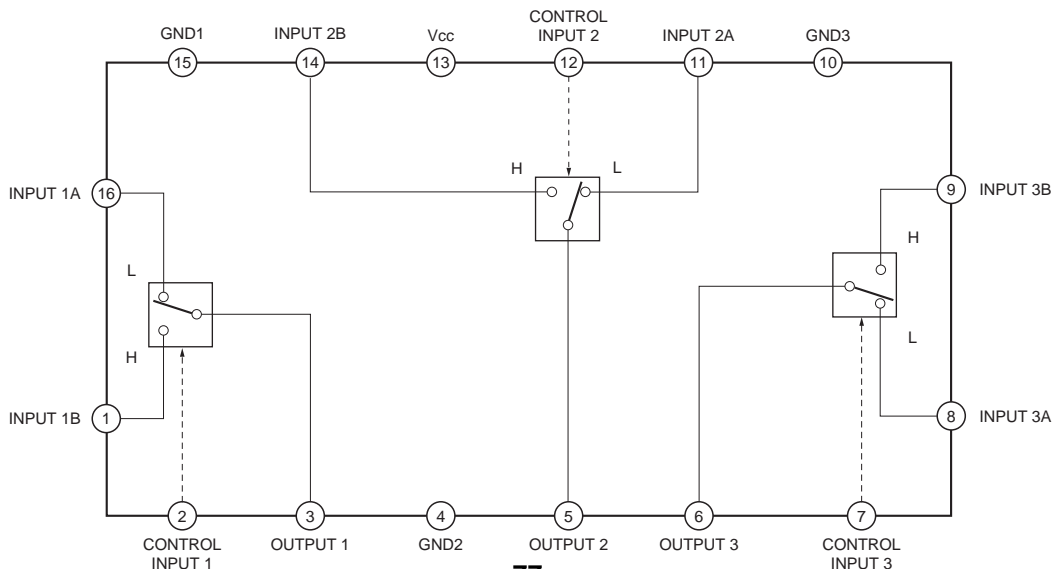 GND1
INPUT 2B
Vcc
CONTROL
INPUT 2
INPUT 2A
GND3
15
14
13
12
11
10
H
L
INPUT 1A
16
9
INPUT 3B
H
L
H
L
INPUT 1B
1
8
INPUT 3A
2
3
4
5
6
7
CONTROL
INPUT 1
OUTPUT 1
GND2
OUTPUT 2
OUTPUT 3
CONTROL
INPUT 3